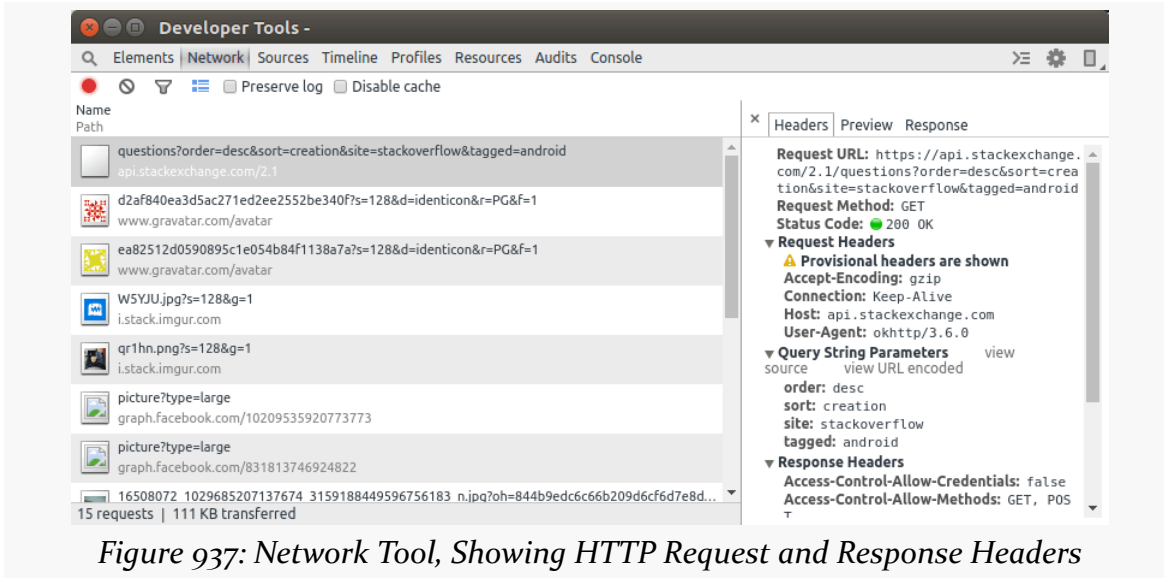 Developer Tools -
Elements Network Sources Timeline Profiles Resources Audits Console
Preserve log Disable cache
Name
Path
questions?order=desc&sort=creation&site=stackoverflow&tagged=android
api.stackexchange.com/2.1
d2af840ea3d5ac271ed2ee2552be340f?s=128&d=identicon&r=PG&f=1
www.gravatar.com/avatar
ea82512d0590895c1e054b84f1138a7a?s=128&d=identicon&r=PG&f=1
www.gravatar.com/avatar
W5YJU.jpg?s=128&g=1
i.stack.imgur.com
qr1hn.png?s=128&g=1
i.stack.imgur.com
picture?type=large
graph.facebook.com/10209535920773773
picture?type=large
graph.facebook.com/831813746924822
16508072_1029685207137674_3159188449596756183_n.jpg?oh=844b9edc6c66b209d6cf6d7e8d...
15 requests | 111 KB transferred
× Headers Preview Response
Request URL: https://api.stackexchange.
com/2.1/questions?order=desc&sort=crea
tion&site=stackoverflow&tagged=android
Request Method: GET
Status Code: 200 OK
Request Headers
Provisional headers are shown
Accept-Encoding: gzip
Connection: Keep-Alive
Host: api.stackexchange.com
User-Agent: okhttp/3.6.0
Query String Parameters view
source view URL encoded
order: desc
sort: creation
site: stackoverflow
tagged: android
Response Headers
Access-Control-Allow-Credentials: false
Access-Control-Allow-Methods: GET, POS
T
Figure 937: Network Tool, Showing HTTP Request and Response Headers